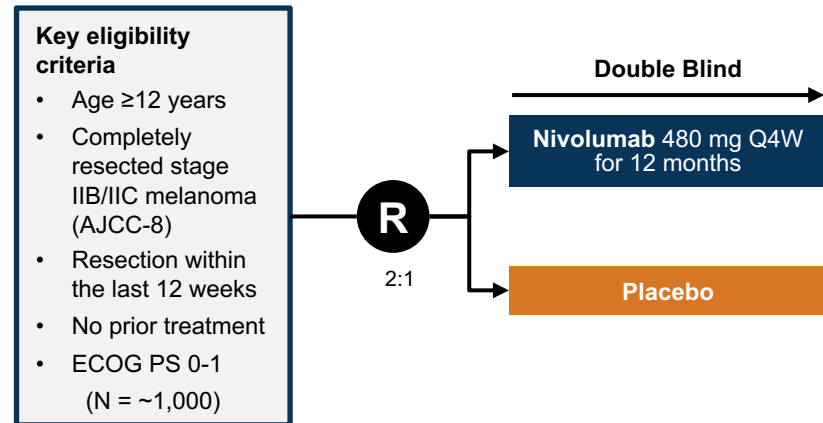 Key eligibility
criteria
• Age ≥12 years
• Completely
resected stage
IIB/IIC melanoma
(AJCC-8)
• Resection within
the last 12 weeks
• No prior treatment
• ECOG PS 0-1
(N = ~1,000)
R
2:1
Double Blind
Nivolumab 480 mg Q4W
for 12 months
Placebo